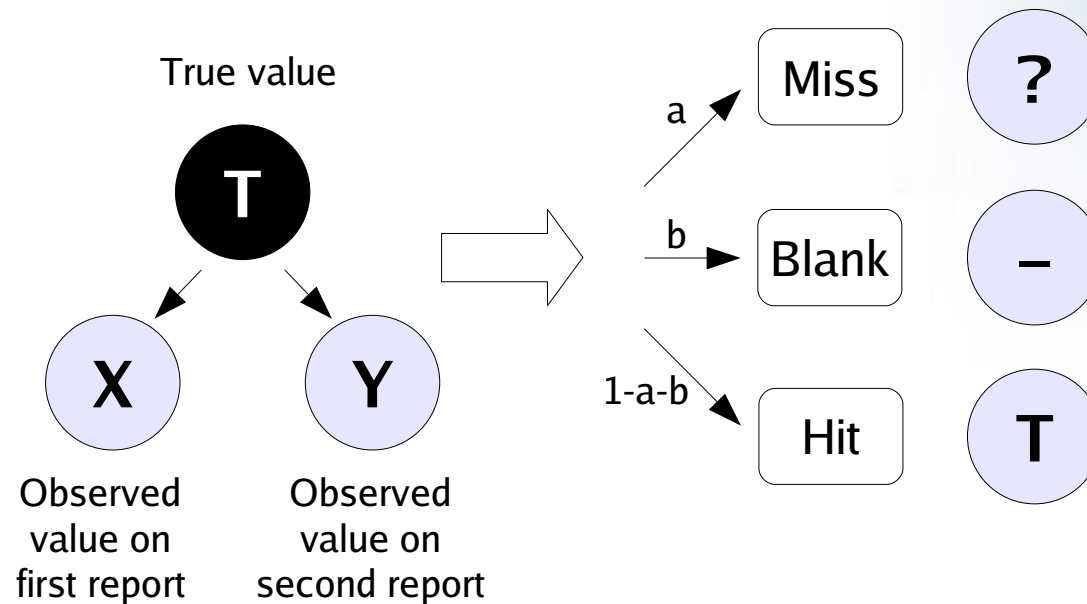 True value
T
X
Y
Observed
value on
first report
Observed
value on
second report
a
Miss
?
b
Blank
–
1-a-b
Hit
T